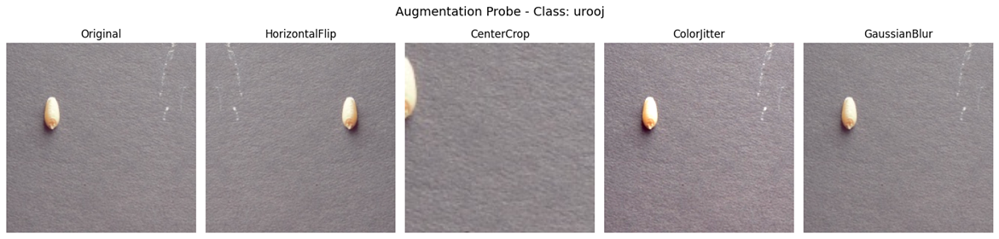 Augmentation Probe - Class: urooj
Original HorizontalFlip CenterCrop ColorJitter GaussianBlur